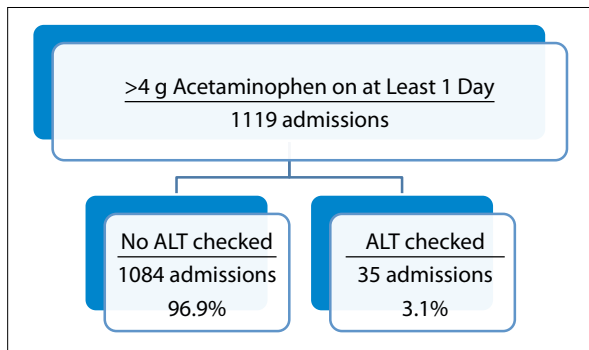 >4 g Acetaminophen on at Least 1 Day
1119 admissions
No ALT checked
1084 admissions
96.9%
ALT checked
35 admissions
3.1%